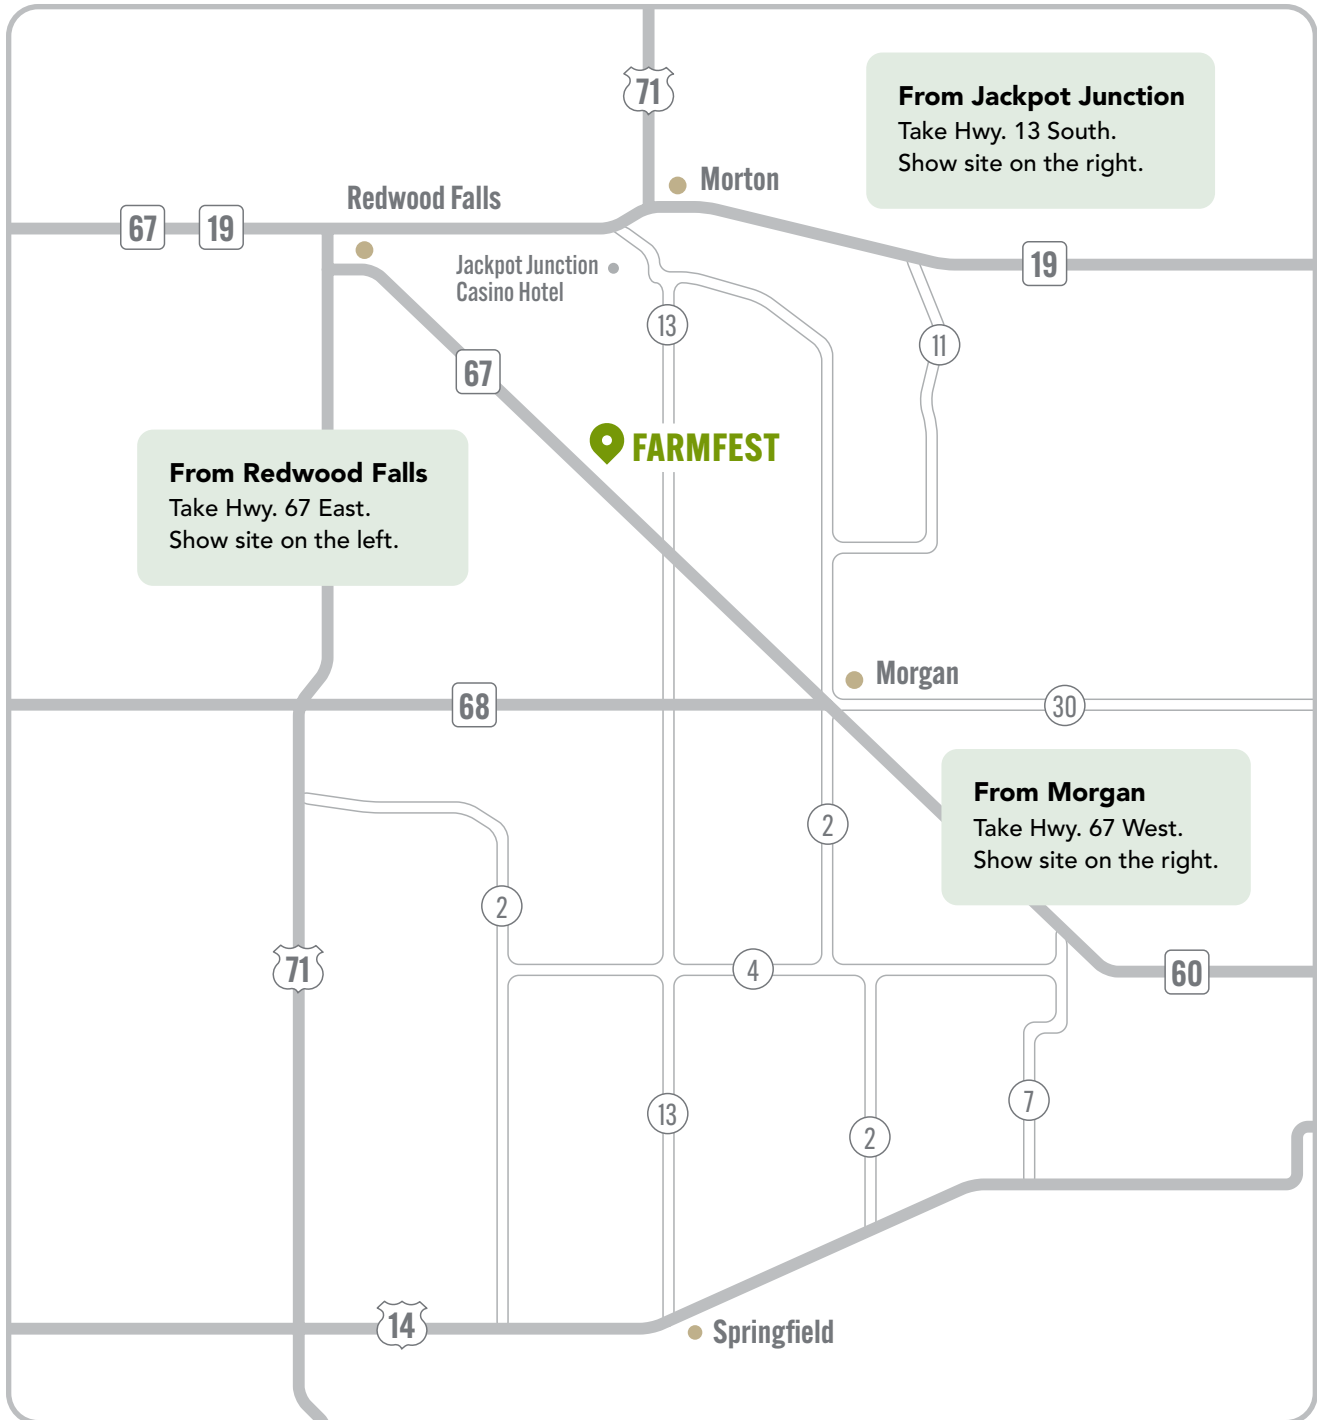 71
From Jackpot Junction
Take Hwy. 13 South.
Show site on the right.
Morton
Redwood Falls
67
19
Jackpot Junction
Casino Hotel
19
13
11
67
FARMFEST
From Redwood Falls
Take Hwy. 67 East.
Show site on the left.
Morgan
68
30
From Morgan
Take Hwy. 67 West.
Show site on the right.
2
2
71
4
60
13
7
2
14
Springfield